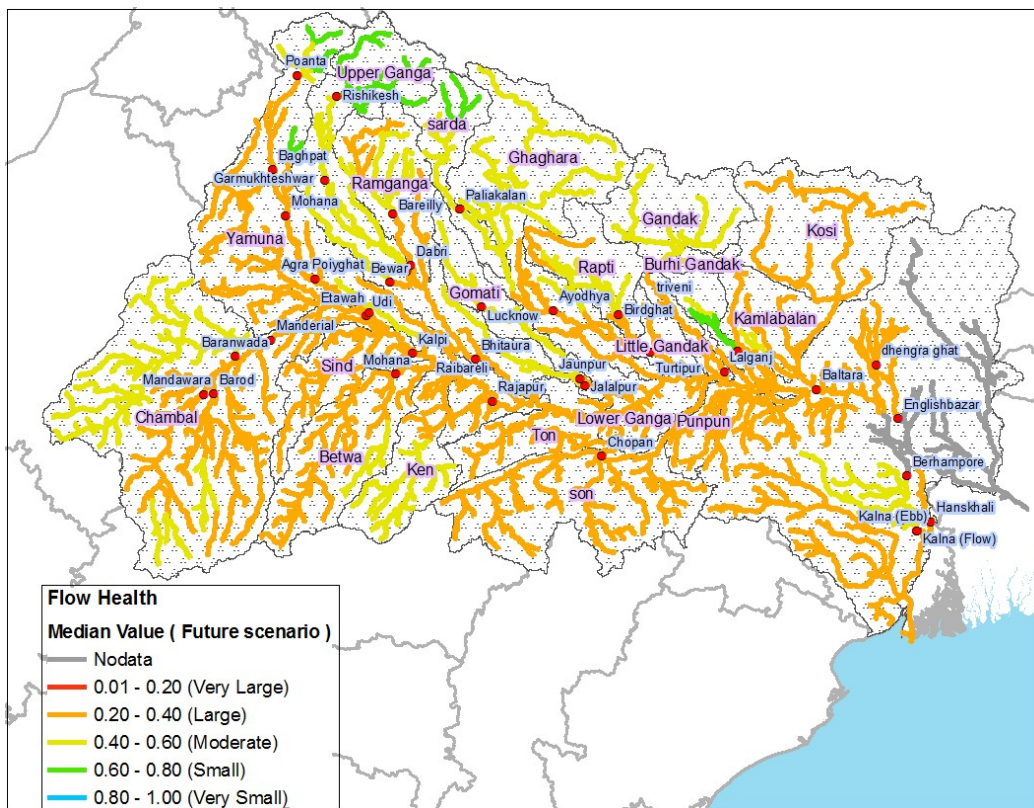 Poanta
Upper Ganga
Rishikesh
sarda
Ghaghara
Baghpat
Garmukhteshwar
Ramganga
Mohana
Bareilly
Paliakalan
Gandak
Kosi
Yamuna
Dabri
Burhi Gandak
Rapti
Agra Poiyghat
Bewar
triveni
Gomati
Ayodhya
Birdghat
Etawah
Udi
Lucknow
Kamlabalan
Manderial
Kalpi
Bhitaura
Little Gandak
Lalganj
dhengra ghat
Baranwada
Sind
Mohana
Raibareli
Jaunpur
Turtipur
Mandawara
Barod
Rajapur,
Jalalpur
Baltara
Chambal
Lower Ganga
Punpun
Englishbazar
Ton
Chopan
Betwa
Ken
Berhampore
son
Kalna (Ebb)
Hanskhali
Kalna (Flow)
Flow Health
Median Value ( Future scenario )
Nodata
0.01 - 0.20 (Very Large)
0.20 - 0.40 (Large)
0.40 - 0.60 (Moderate)
0.60 - 0.80 (Small)
0.80 - 1.00 (Very Small)